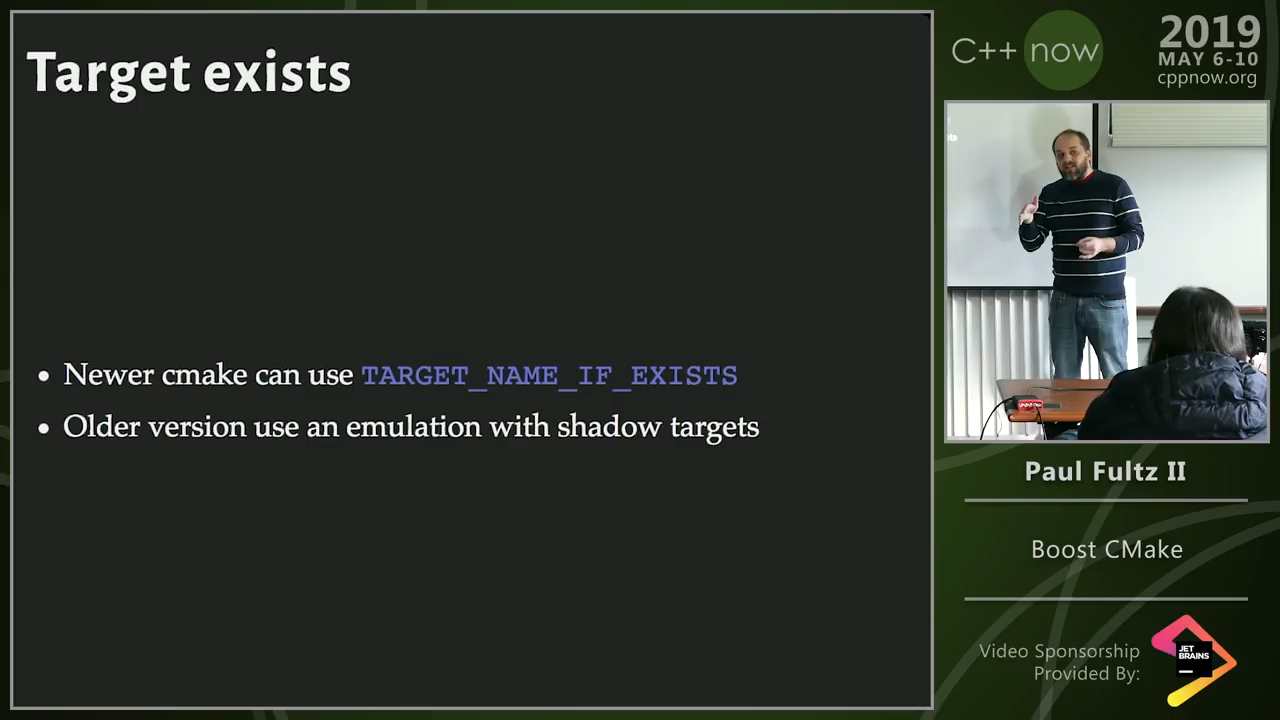 Target exists
Newer cmake can use TARGET_NAME_IF_EXISTS
Older version use an emulation with shadow targets
C++ now
2019
MAY 6-10
cppnow.org
Paul Fultz II
Boost CMake
Video Sponsorship
Provided By:
JET
BRAINS